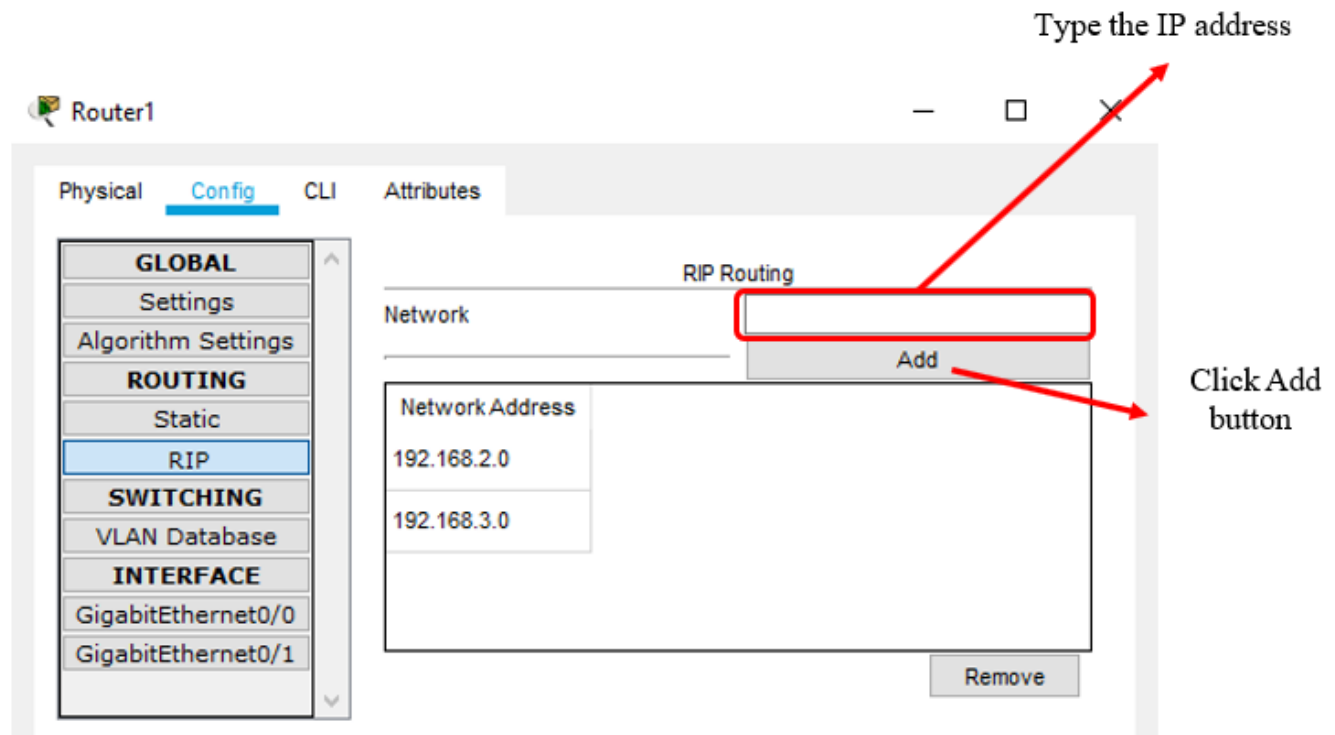 Type the IP address
Router1
Physical Config CLI Attributes
GLOBAL
Settings
Algorithm Settings
ROUTING
Static
RIP
SWITCHING
VLAN Database
INTERFACE
GigabitEthernet0/0
GigabitEthernet0/1
RIP Routing
Network
Add
Network Address
192.168.2.0
192.168.3.0
Remove
Click Add
button